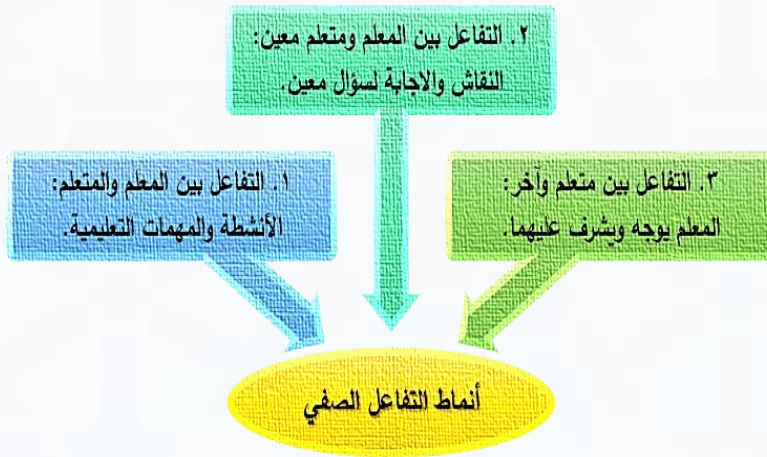 ٢. التفاعل بين المعلم ومتعلم معين:
النقاش والاجابة لسؤال معين.
١. التفاعل بين المعلم والمتعلم:
الأنشطة والمهمات التعليمية.
٣. التفاعل بين متعلم وآخر:
المعلم يوجه ويشرف عليهما.
أنماط التفاعل الصفي